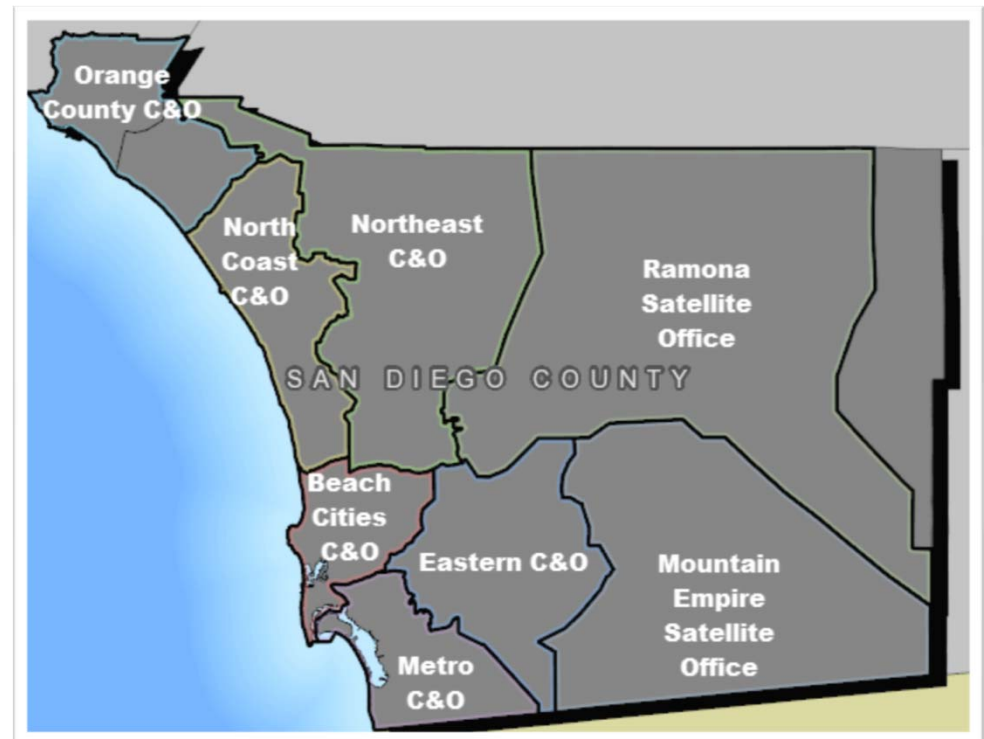 Orange
County C&O
North
Coast
C&O
Northeast
C&O
Ramona
Satellite
Office
SAN DIEGO COUNTY
Beach
Cities
C&O
Eastern C&O
Mountain
Empire
Satellite
Office
Metro
C&O